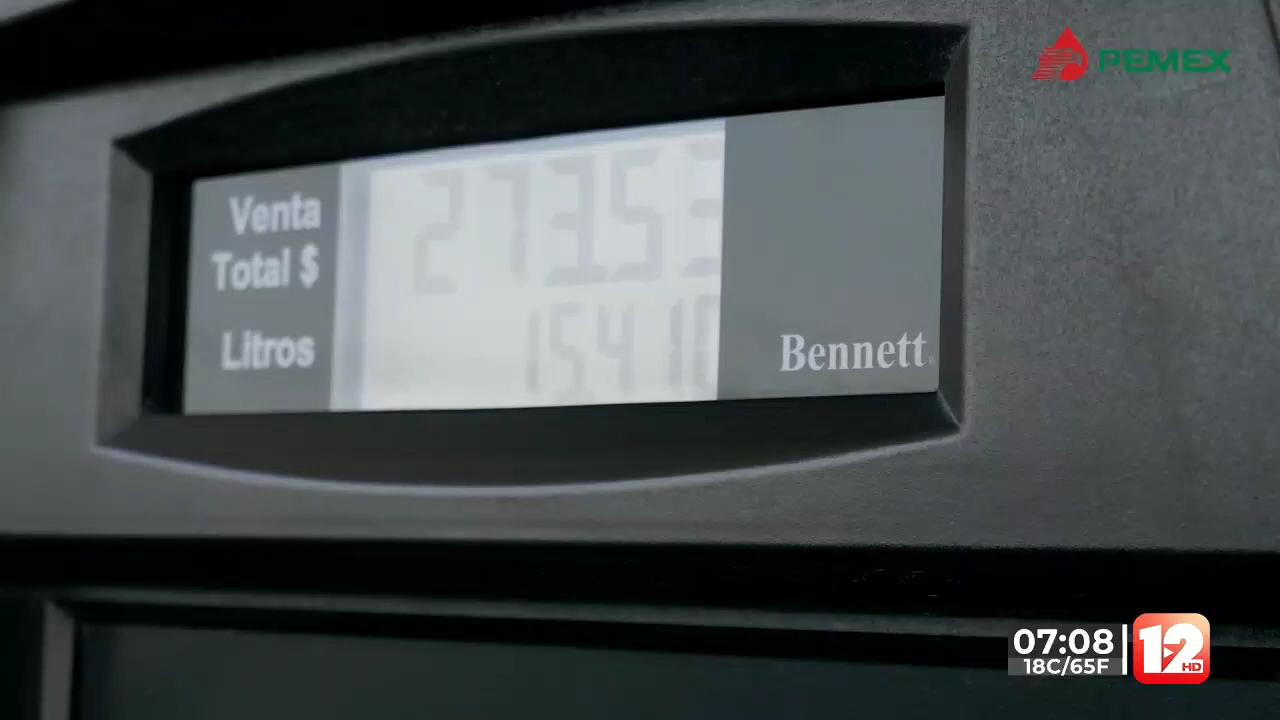 PEMEX
Venta
Total $
Litros
Bennett
07:08
18C/65F
12
HD